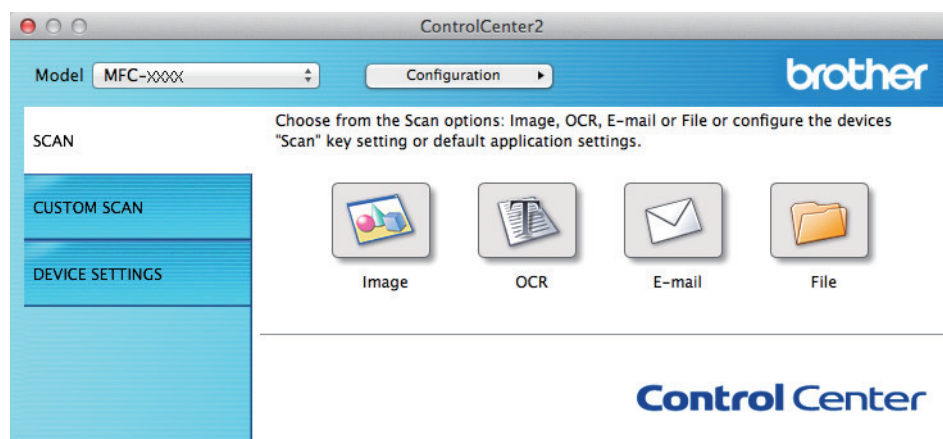 ControlCenter2
Model MFC-XXXX Configuration
brother
SCAN
CUSTOM SCAN
DEVICE SETTINGS
Choose from the Scan options: Image, OCR, E-mail or File or configure the devices
"Scan" key setting or default application settings.
Image OCR E-mail File
Control Center